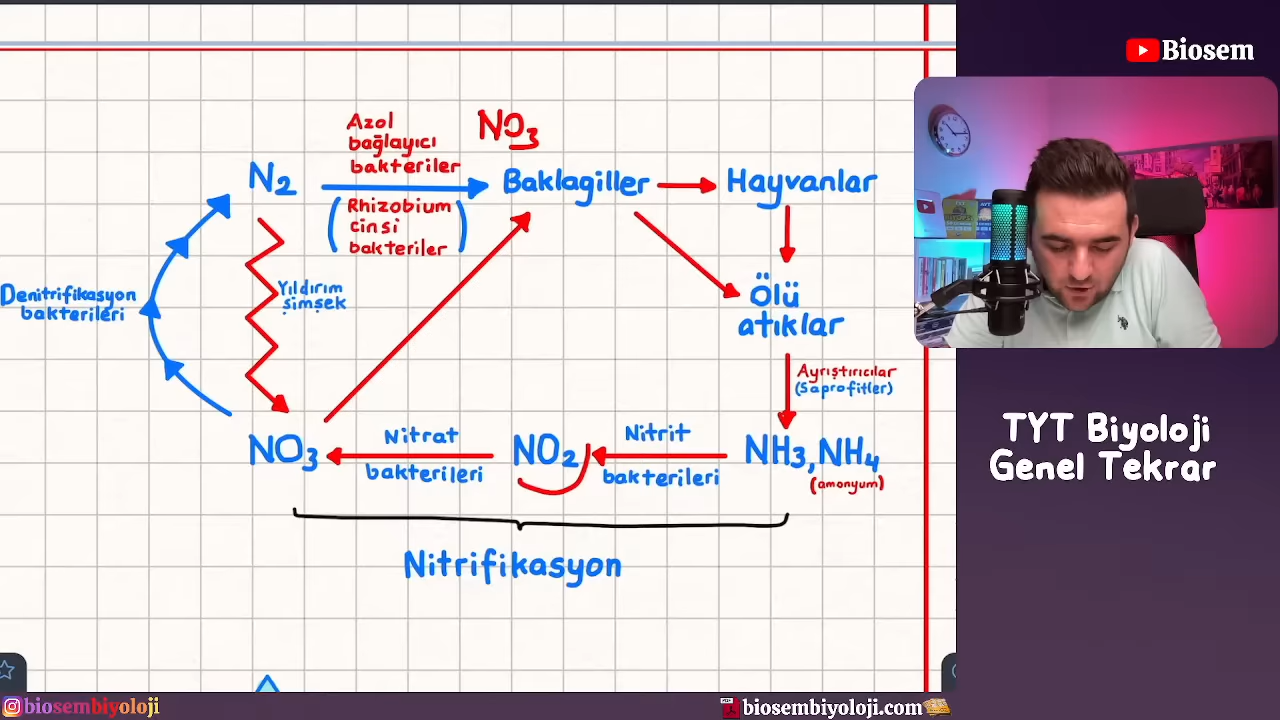 Biosem
Azol
bağlayıcı
bakteriler
NO3
N2
Baklagiller
Hayvanlar
(Rhizobium
cinsi
bakteriler)
Denitrifikasyon
bakterileri
Yıldırım
şimşek
Ölü
atıklar
Ayrıştırıcılar
(Saprofitler)
NO3
Nitrat
bakterileri
NO2
Nitrit
bakterileri
NH3, NH4
(amonyum)
Nitrifikasyon
TYT Biyoloji
Genel Tekrar
biosembiyoloji
biosembiyoloji.com